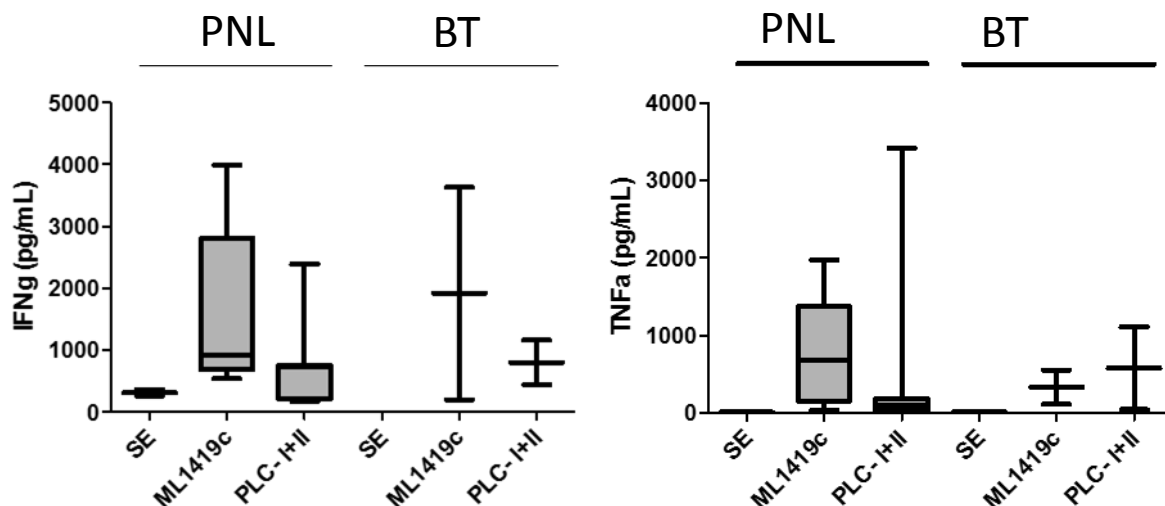 PNL BT
IFNg (pg/mL)
5000
4000
3000
2000
1000
0
SE ML1419c PLC- I+II SE ML1419c PLC- I+II
PNL BT
TNFa (pg/mL)
4000
3000
2000
1000
0
SE ML1419c PLC- I+II SE ML1419c PLC- I+II